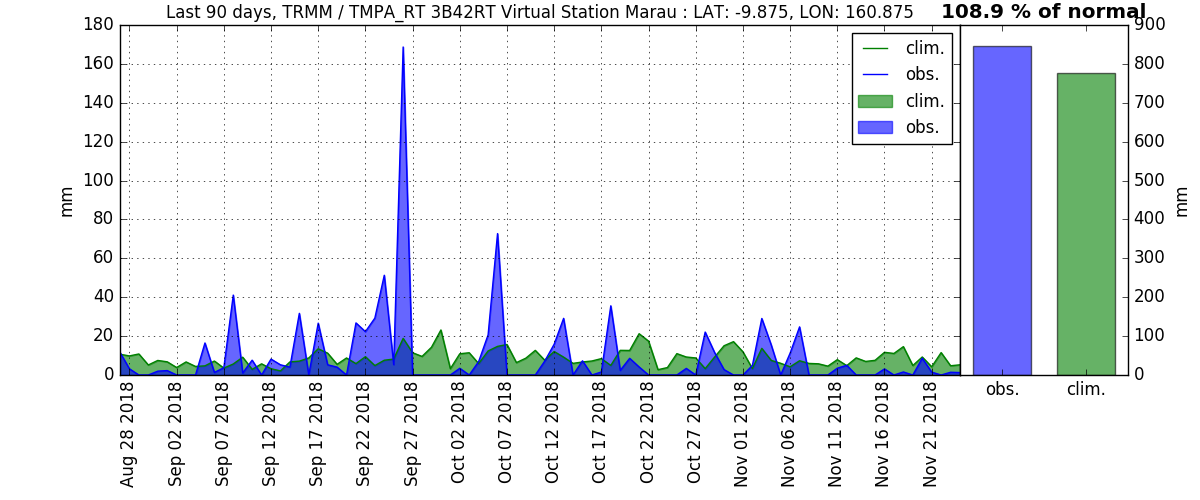 Last 90 days, TRMM / TMPA_RT 3B42RT Virtual Station Marau : LAT: -9.875, LON: 160.875
108.9 % of normal
180
160
140
120
100
80
60
40
20
0
mm
clim.
obs.
clim.
obs.
900
800
700
600
500
400
300
200
100
0
mm
Aug 28 2018
Sep 02 2018
Sep 07 2018
Sep 12 2018
Sep 17 2018
Sep 22 2018
Sep 27 2018
Oct 02 2018
Oct 07 2018
Oct 12 2018
Oct 17 2018
Oct 22 2018
Oct 27 2018
Nov 01 2018
Nov 06 2018
Nov 11 2018
Nov 16 2018
Nov 21 2018
obs.
clim.